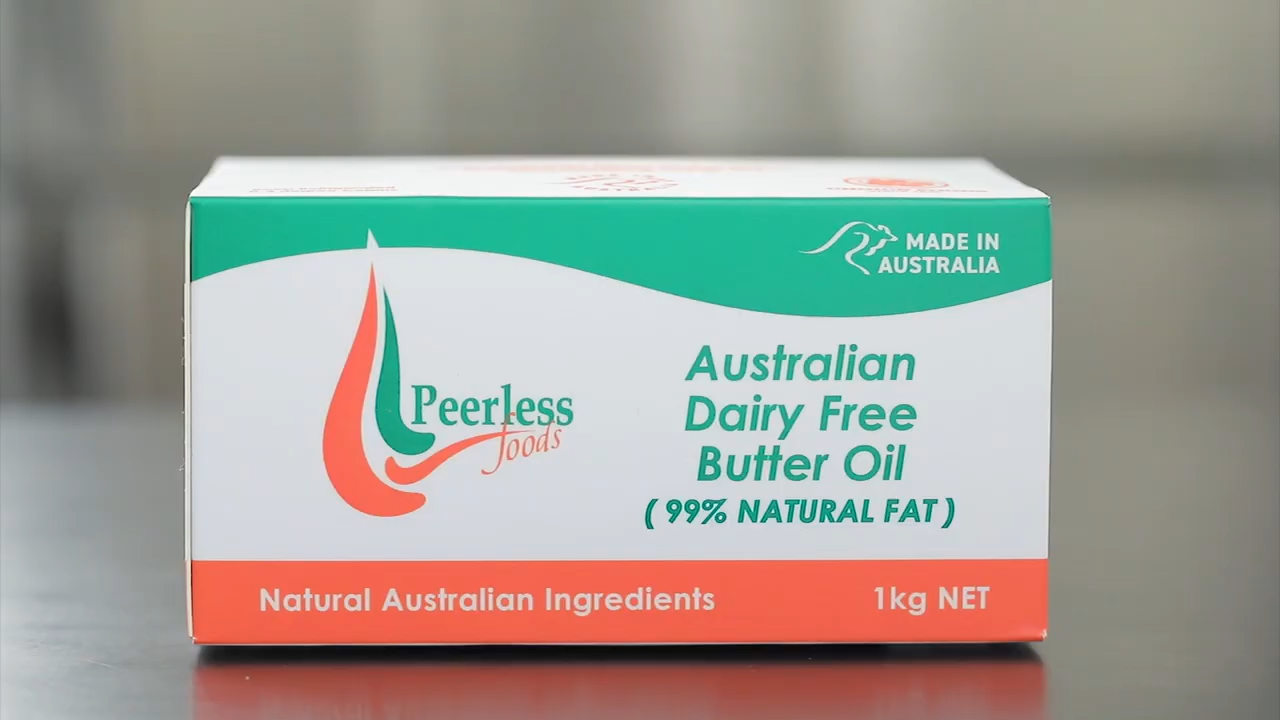 MADE IN
AUSTRALIA
Peerless
foods
Australian
Dairy Free
Butter Oil
( 99% NATURAL FAT )
Natural Australian Ingredients
1kg NET